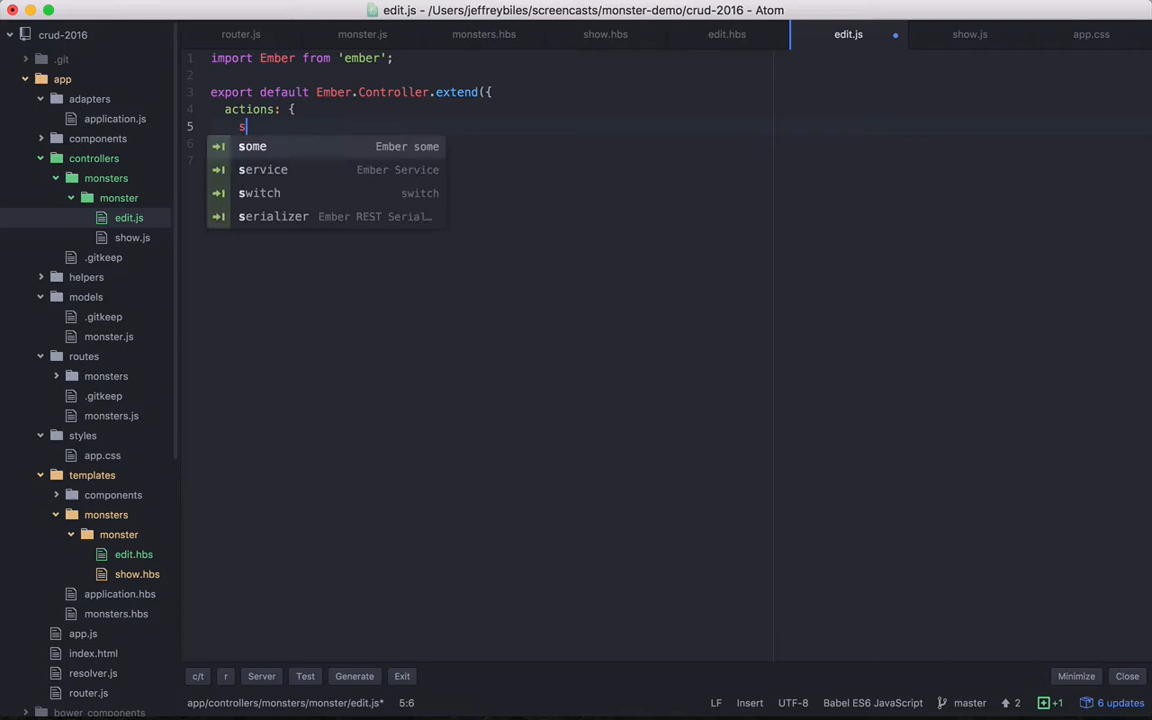 edit.js - /Users/jeffreybiles/screencasts/monster-demo/crud-2016 - Atom
crud-2016
router.js
monster.js
monsters.hbs
show.hbs
edit.hbs
edit.js
show.js
app.css
.git
app
adapters
application.js
components
controllers
monsters
monster
edit.js
show.js
.gitkeep
helpers
models
.gitkeep
monster.js
routes
monsters
.gitkeep
monsters.js
styles
app.css
templates
components
monsters
monster
edit.hbs
show.hbs
application.hbs
monsters.hbs
app.js
index.html
resolver.js
router.js
bower_components
1 import Ember from 'ember';
2
3 export default Ember.Controller.extend({
4 actions: {
5 s
6
7
some Ember some
service Ember Service
switch switch
serializer Ember REST Serial...
c/t r Server Test Generate Exit Minimize Close
app/controllers/monsters/monster/edit.js* 5:6 LF Insert UTF-8 Babel ES6 JavaScript master 2 +1 6 updates